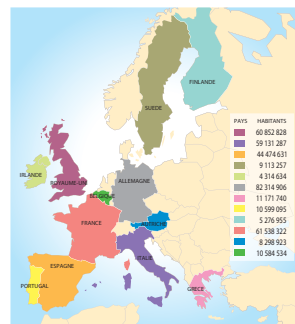 FINLANDE
SUEDE
IRLANDE
ROYAUME-UNI
BELGIQUE
ALLEMAGNE
FRANCE
AUTRICHE
ITALIE
ESPAGNE
PORTUGAL
GRECE
PAYS HABITANTS
60 852 828
59 131 287
44 474 631
9 113 257
4 314 634
82 314 906
11 171 740
10 599 095
5 276 955
61 538 322
8 298 923
10 584 534